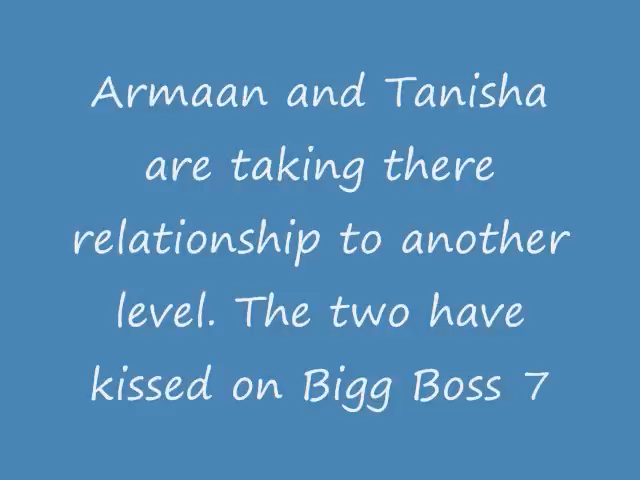 Armaan and Tanisha
are taking there
relationship to another
level. The two have
kissed on Bigg Boss 7